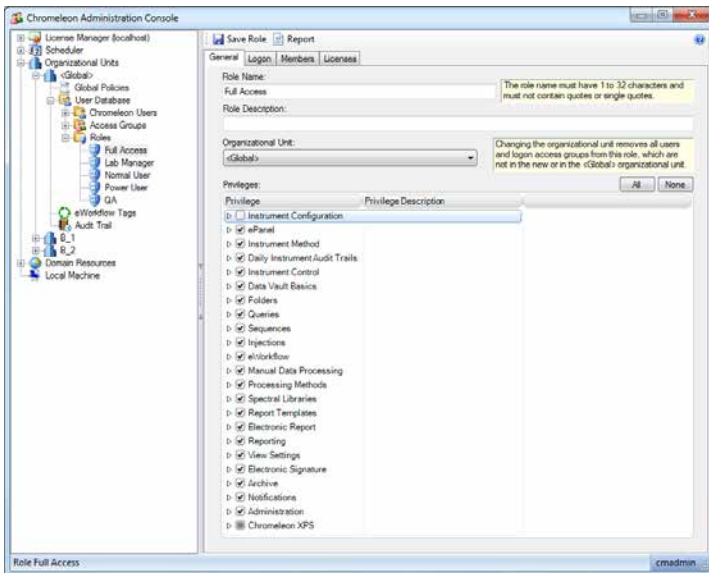 Chromeleon Administration Console
License Manager (localhost)
Scheduler
Organizational Units
<Global>
Global Policies
User Database
Chromeleon Users
Access Groups
Roles
Full Access
Lab Manager
Normal User
Power User
QA
eWorkflow Tags
Audit Trail
B_1
B_2
Domain Resources
Local Machine
Save Role Report
General Logon Members Licenses
Role Name:
Full Access
The role name must have 1 to 32 characters and
must not contain quotes or single quotes.
Role Description:
Organizational Unit:
<Global>
Changing the organizational unit removes all users
and logon access groups from this role, which are
not in the new or in the <Global> organizational unit.
Privileges:
All None
Privilege Privilege Description
Instrument Configuration
ePanel
Instrument Method
Daily Instrument Audit Trails
Instrument Control
Data Vault Basics
Folders
Queries
Sequences
Injections
eWorkflow
Manual Data Processing
Processing Methods
Spectral Libraries
Report Templates
Electronic Report
Reporting
View Settings
Electronic Signature
Archive
Notifications
Administration
Chromeleon XPS
Role Full Access
cmadmin